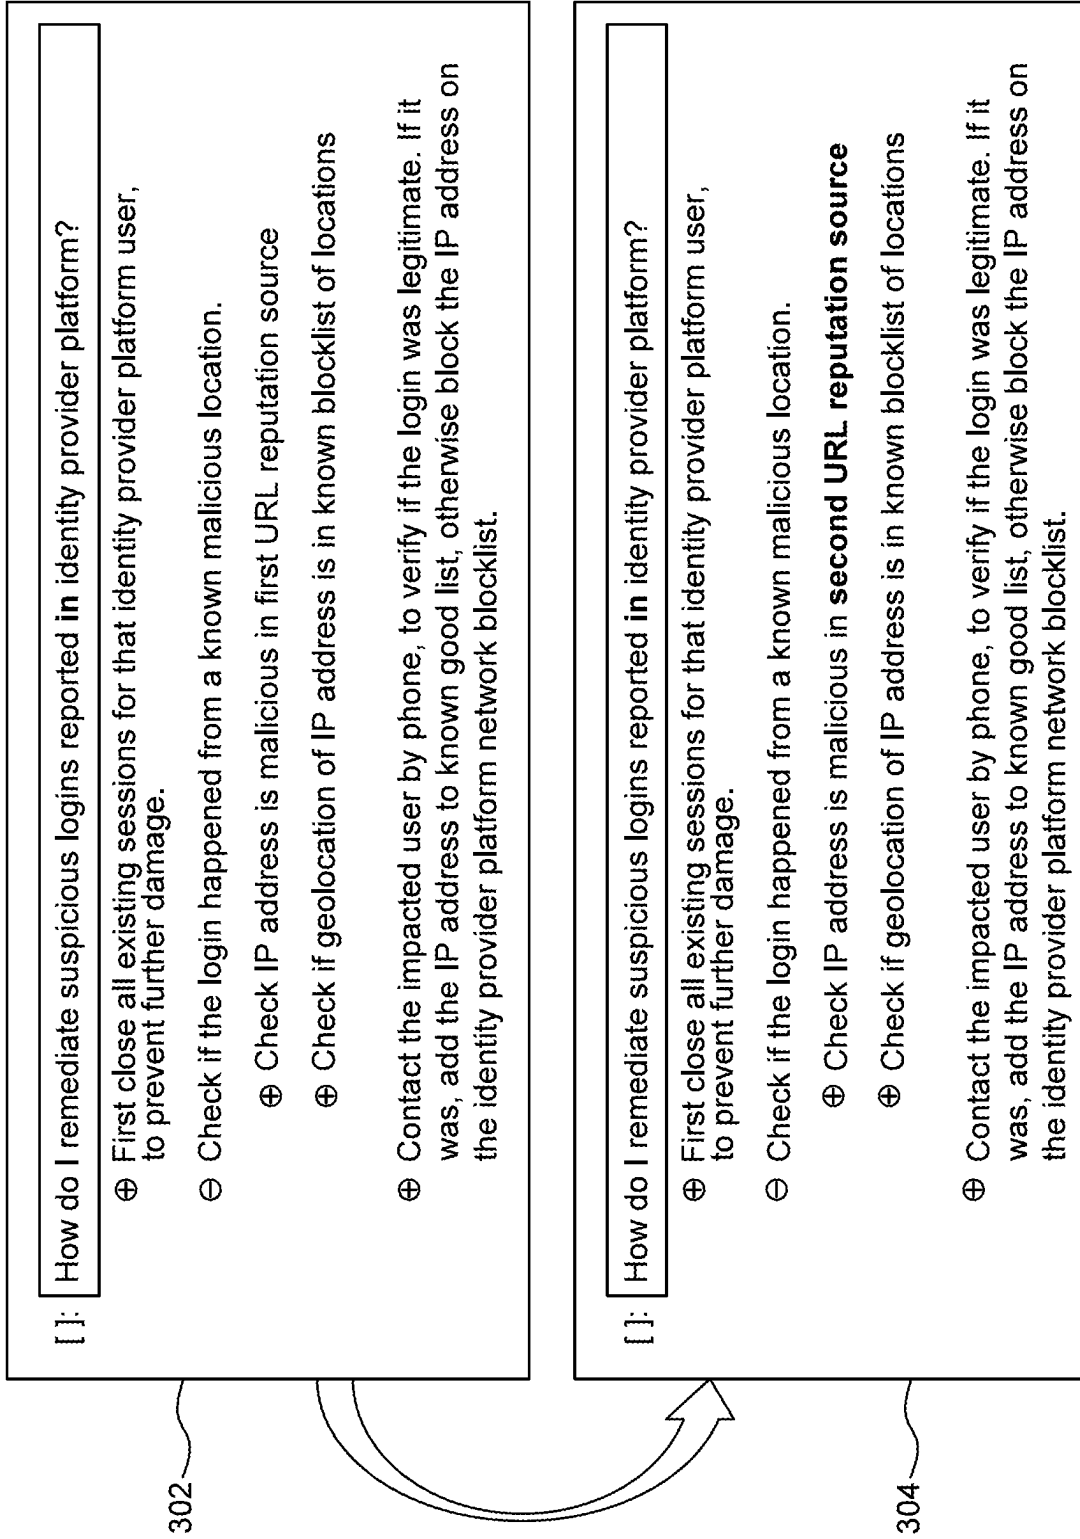 [ ]: How do I remediate suspicious logins reported in identity provider platform?
⊕ First close all existing sessions for that identity provider platform user,
to prevent further damage.
⊖ Check if the login happened from a known malicious location.
⊕ Check IP address is malicious in first URL reputation source
⊕ Check if geolocation of IP address is in known blocklist of locations
⊕ Contact the impacted user by phone, to verify if the login was legitimate. If it
was, add the IP address to known good list, otherwise block the IP address on
the identity provider platform network blocklist.
302
[ ]: How do I remediate suspicious logins reported in identity provider platform?
⊕ First close all existing sessions for that identity provider platform user,
to prevent further damage.
⊖ Check if the login happened from a known malicious location.
⊕ Check IP address is malicious in second URL reputation source
⊕ Check if geolocation of IP address is in known blocklist of locations
⊕ Contact the impacted user by phone, to verify if the login was legitimate. If it
was, add the IP address to known good list, otherwise block the IP address on
the identity provider platform network blocklist.
304